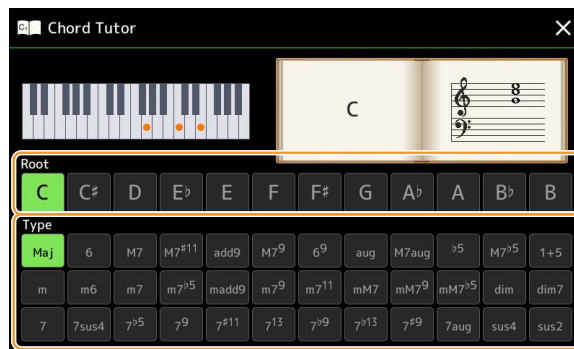 C7 Chord Tutor
C
Root
C C♯ D E♭ E F F♯ G A♭ A B♭ B
Type
Maj 6 M7 M7♯11 add9 M7⁹ 6⁹ aug M7aug ♭5 M7♭5 1+5
m m6 m7 m7♭5 madd9 m7⁹ m7¹¹ mM7 mM7⁹ mM7♭5 dim dim7
7 7sus4 7♭5 7⁹ 7♯11 7¹³ 7♭9 7♭13 7♯9 7aug sus4 sus2